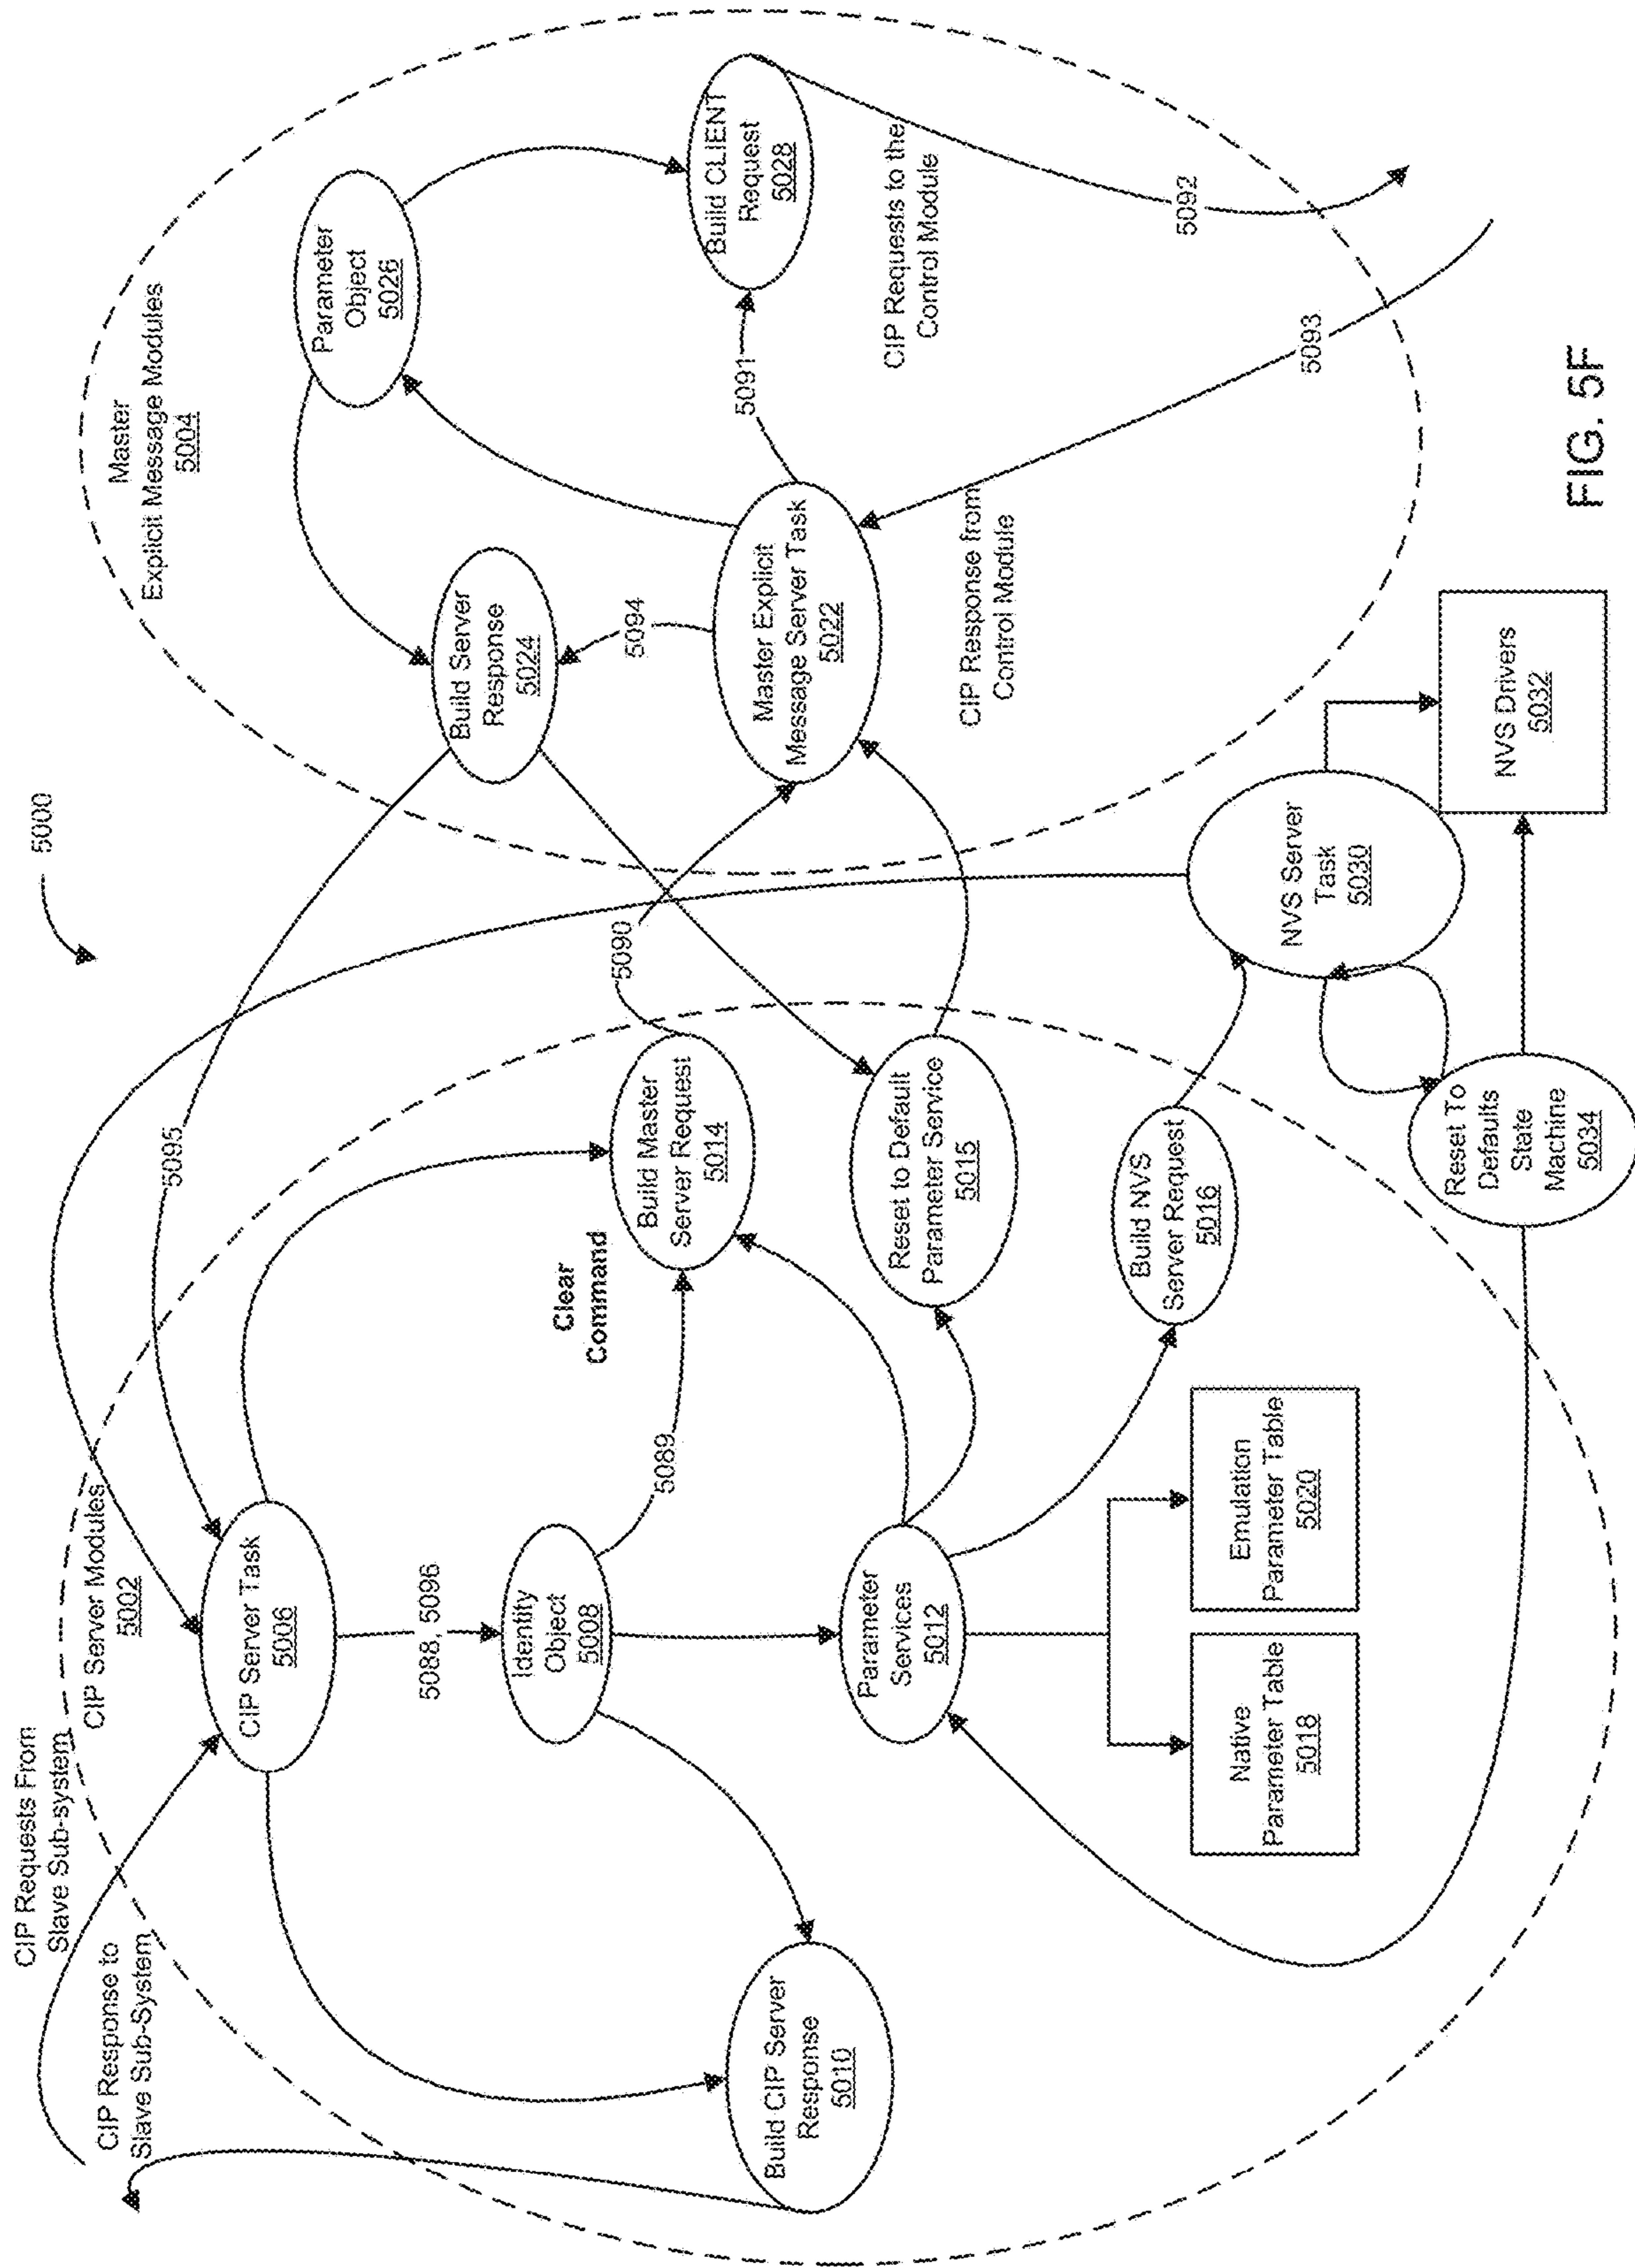 5000
CIP Requests From
Slave Sub-system
CIP Response to
Slave Sub-System
CIP Server Modules
5002
CIP Server Task
5006
5088, 5096
Identity
Object
5008
Build CIP Server
Response
5010
Parameter
Services
5012
Native
Parameter Table
5018
Emulation
Parameter Table
5020
5095
5089
Clear
Command
Build Master
Server Request
5014
5090
Reset to Default
Parameter Service
5015
Build NVS
Server Request
5016
Reset To
Defaults
State
Machine
5034
NVS Server
Task
5030
NVS Drivers
5032
Master
Explicit Message Modules
5004
Build Server
Response
5024
5094
Master Explicit
Message Server Task
5022
Parameter
Object
5026
5091
Build CLIENT
Request
5028
CIP Requests to the
Control Module
5092
CIP Response from
Control Module
5093
FIG. 5F